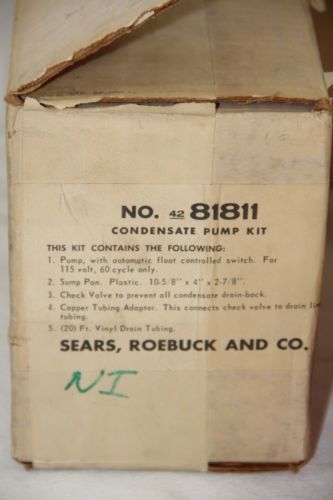 NO. 42 81811
CONDENSATE PUMP KIT
THIS KIT CONTAINS THE FOLLOWING:
1. Pump, with automatic float controlled switch. For
115 volt, 60 cycle only.
2. Sump Pan. Plastic. 10-5/8" x 4" x 2-7/8".
3. Check Valve to prevent all condensate drain-back.
4. Copper Tubing Adaptor. This connects check valve to drain line
tubing.
5. (20) Ft. Vinyl Drain Tubing.
SEARS, ROEBUCK AND CO.
NI